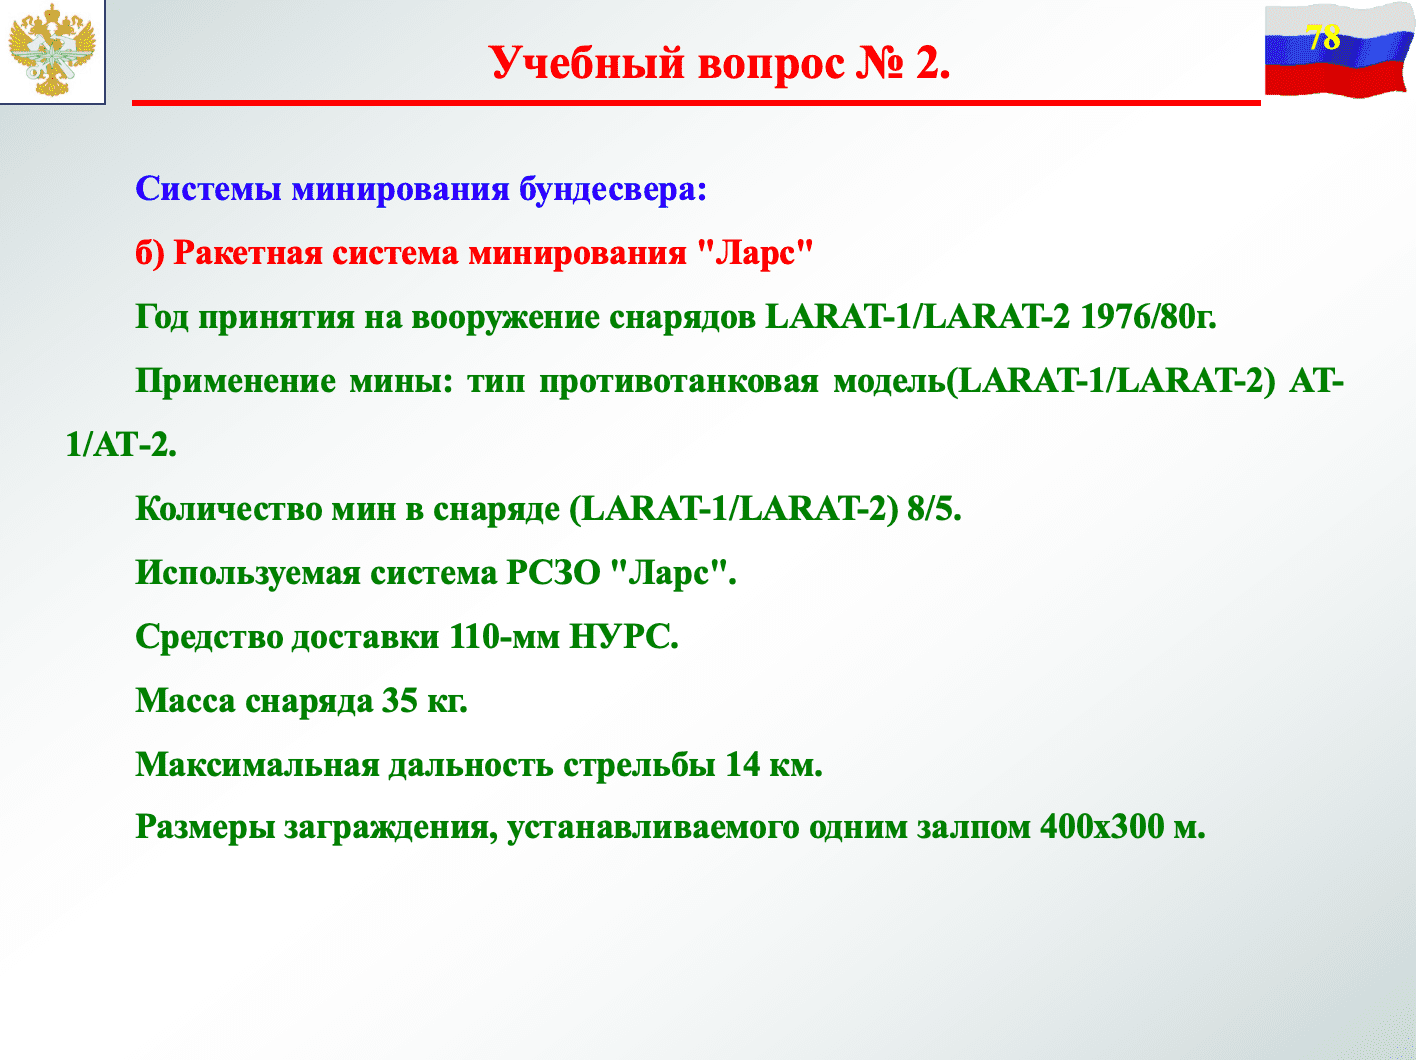 78
Учебный вопрос № 2.
Системы минирования бундесвера:
б) Ракетная система минирования "Ларс"
Год принятия на вооружение снарядов LARAT-1/LARAT-2 1976/80г.
Применение мины: тип противотанковая модель(LARAT-1/LARAT-2) AT-
1/AT-2.
Количество мин в снаряде (LARAT-1/LARAT-2) 8/5.
Используемая система РСЗО "Ларс".
Средство доставки 110-мм НУРС.
Масса снаряда 35 кг.
Максимальная дальность стрельбы 14 км.
Размеры заграждения, устанавливаемого одним залпом 400х300 м.